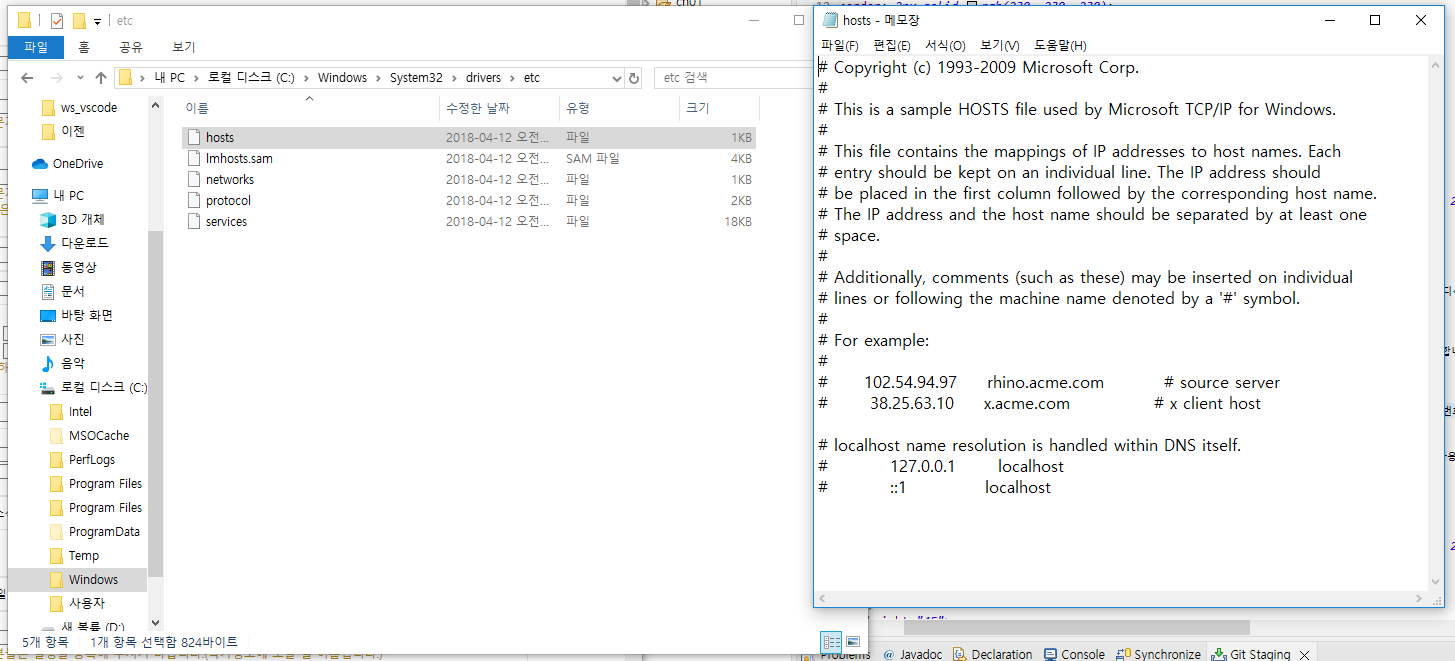 etc
파일 홈 공유 보기
내 PC > 로컬 디스크 (C:) > Windows > System32 > drivers > etc
etc 검색
ws_vscode
이젠
OneDrive
내 PC
3D 개체
다운로드
동영상
문서
바탕 화면
사진
음악
로컬 디스크 (C:)
Intel
MSOCache
PerfLogs
Program Files
Program Files
ProgramData
Temp
Windows
사용자
새 볼륨 (D:)
이름 수정한 날짜 유형 크기
hosts 2018-04-12 오전... 파일 1KB
lmhosts.sam 2018-04-12 오전... SAM 파일 4KB
networks 2018-04-12 오전... 파일 1KB
protocol 2018-04-12 오전... 파일 2KB
services 2018-04-12 오전... 파일 18KB
5개 항목 1개 항목 선택함 824바이트
hosts - 메모장
파일(F) 편집(E) 서식(O) 보기(V) 도움말(H)
# Copyright (c) 1993-2009 Microsoft Corp.
#
# This is a sample HOSTS file used by Microsoft TCP/IP for Windows.
#
# This file contains the mappings of IP addresses to host names. Each
# entry should be kept on an individual line. The IP address should
# be placed in the first column followed by the corresponding host name.
# The IP address and the host name should be separated by at least one
# space.
#
# Additionally, comments (such as these) may be inserted on individual
# lines or following the machine name denoted by a '#' symbol.
#
# For example:
#
# 102.54.94.97 rhino.acme.com # source server
# 38.25.63.10 x.acme.com # x client host

# localhost name resolution is handled within DNS itself.
# 127.0.0.1 localhost
# ::1 localhost
Problems @ Javadoc Declaration Console Synchronize Git Staging